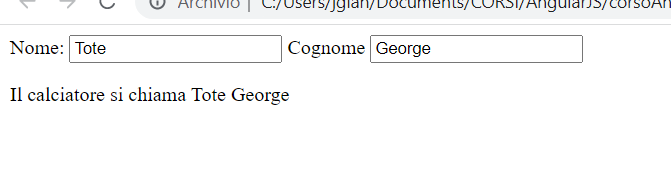 Archivio | C:/Users/jgian/Documents/CORSI/AngularJS/corsoAn
Nome: Tote Cognome George
Il calciatore si chiama Tote George